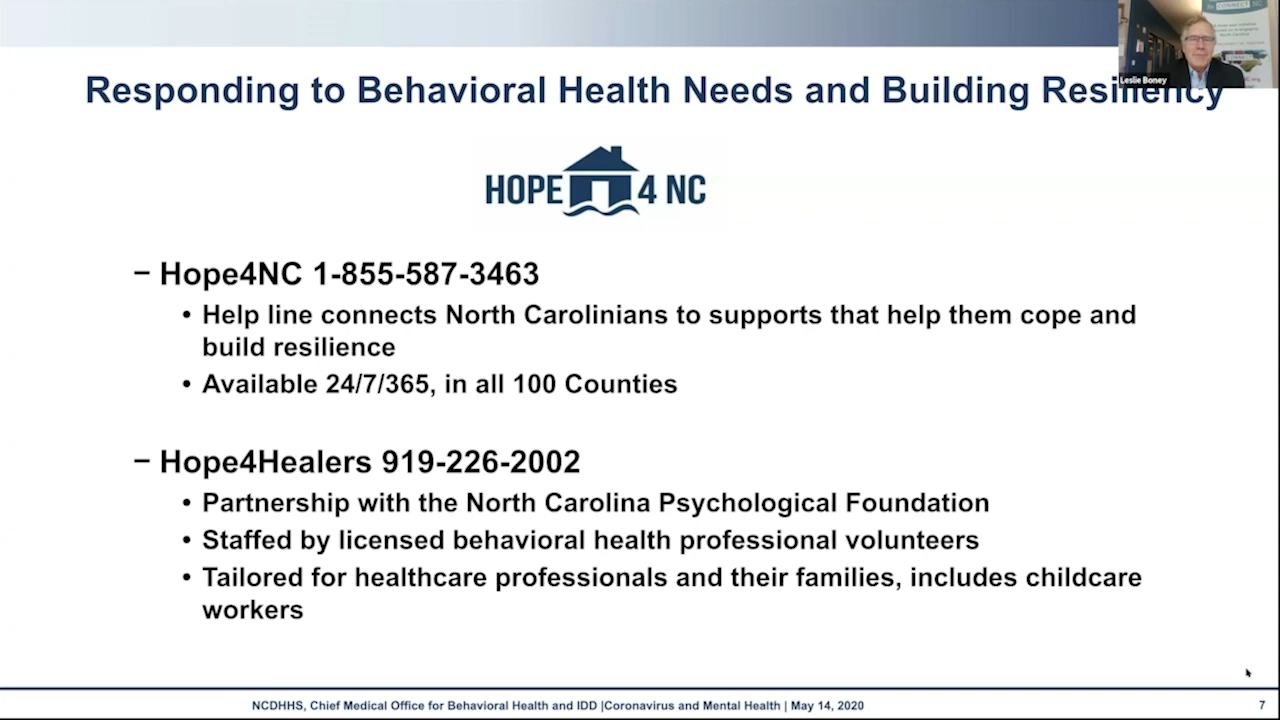 CONNECT NC
Leslie Boney
Responding to Behavioral Health Needs and Building Resiliency
HOPE 4 NC
− Hope4NC 1-855-587-3463
• Help line connects North Carolinians to supports that help them cope and
build resilience
• Available 24/7/365, in all 100 Counties
− Hope4Healers 919-226-2002
• Partnership with the North Carolina Psychological Foundation
• Staffed by licensed behavioral health professional volunteers
• Tailored for healthcare professionals and their families, includes childcare
workers
NCDHHS, Chief Medical Office for Behavioral Health and IDD |Coronavirus and Mental Health | May 14, 2020
7